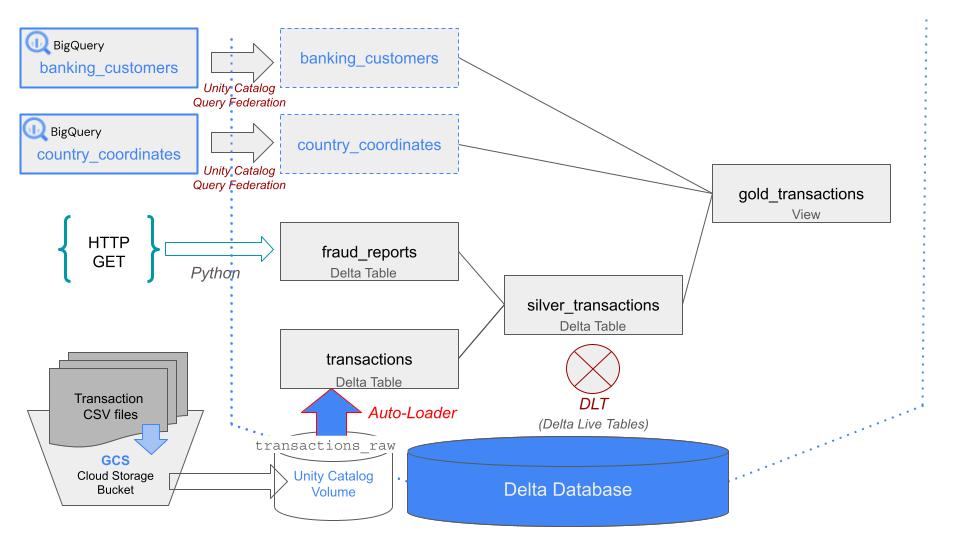 BigQuery
banking_customers
Unity Catalog
Query Federation
banking_customers
BigQuery
country_coordinates
Unity Catalog
Query Federation
country_coordinates
gold_transactions
View
HTTP
GET
Python
fraud_reports
Delta Table
silver_transactions
Delta Table
transactions
Delta Table
Transaction
CSV files
GCS
Cloud Storage
Bucket
Auto-Loader
DLT
(Delta Live Tables)
transactions_raw
Unity Catalog
Volume
Delta Database